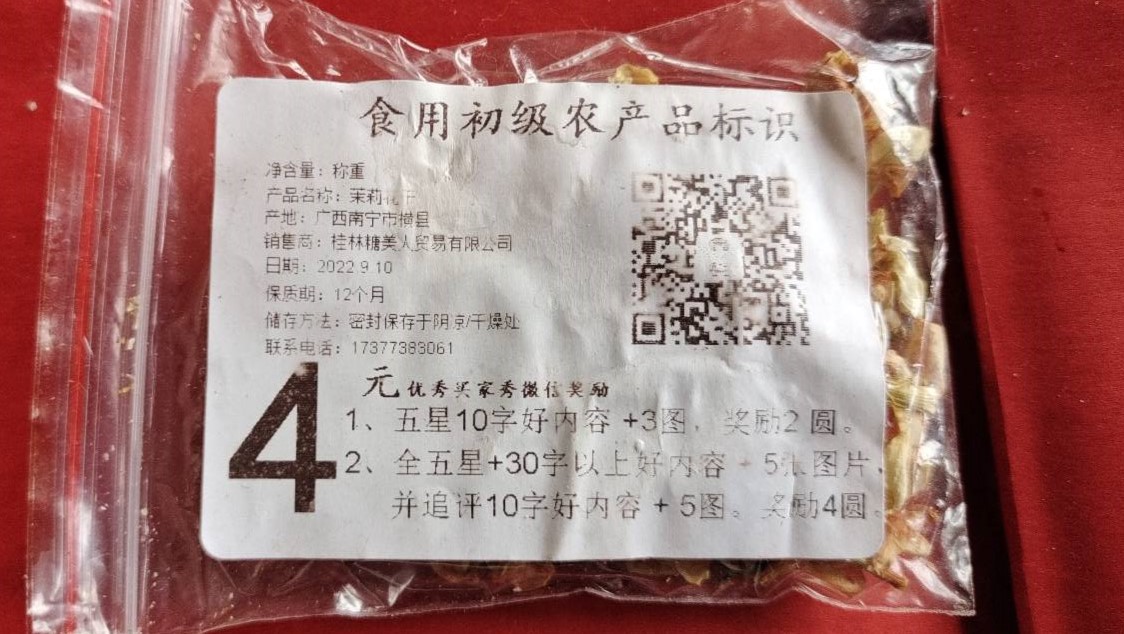 食用初级农产品标识
净含量：称重
产品名称：茉莉花干
产地：广西南宁市横县
销售商：桂林糖美人贸易有限公司
日期：2022.9.10
保质期：12个月
储存方法：密封保存于阴凉/干燥处
联系电话：17377383061
4元优秀买家秀微信奖励
1、五星10字好内容+3图，奖励2圆。
2、全五星+30字以上好内容+5张图片，
并追评10字好内容+5图。奖励4圆。